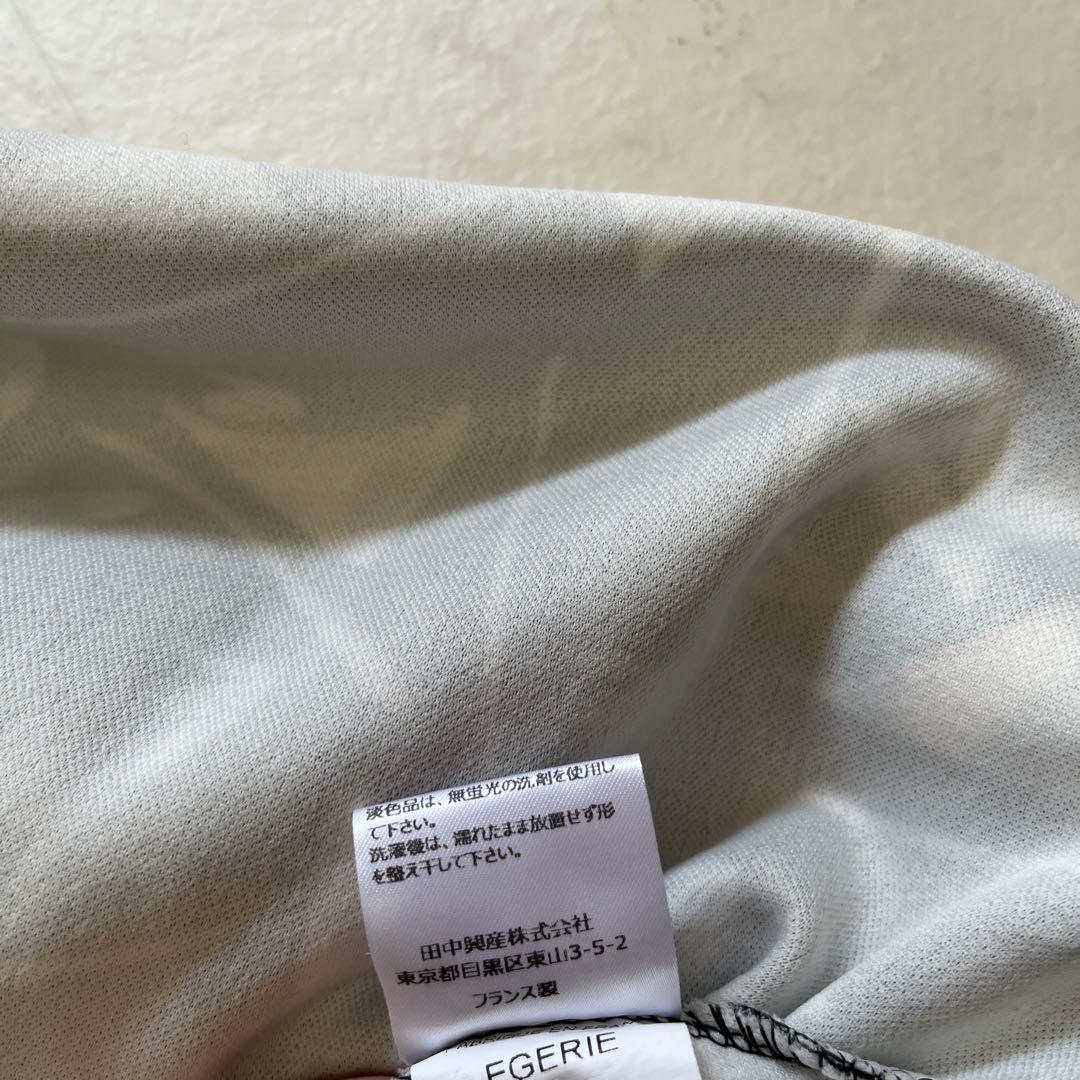 淡色品は、無蛍光の洗剤を使用し
て下さい。
洗濯後は、濡れたまま放置せず形
を整え干して下さい。
田中興産株式会社
東京都目黒区東山3-5-2
フランス製
FABRIQUE EN FRAN
EGERIE